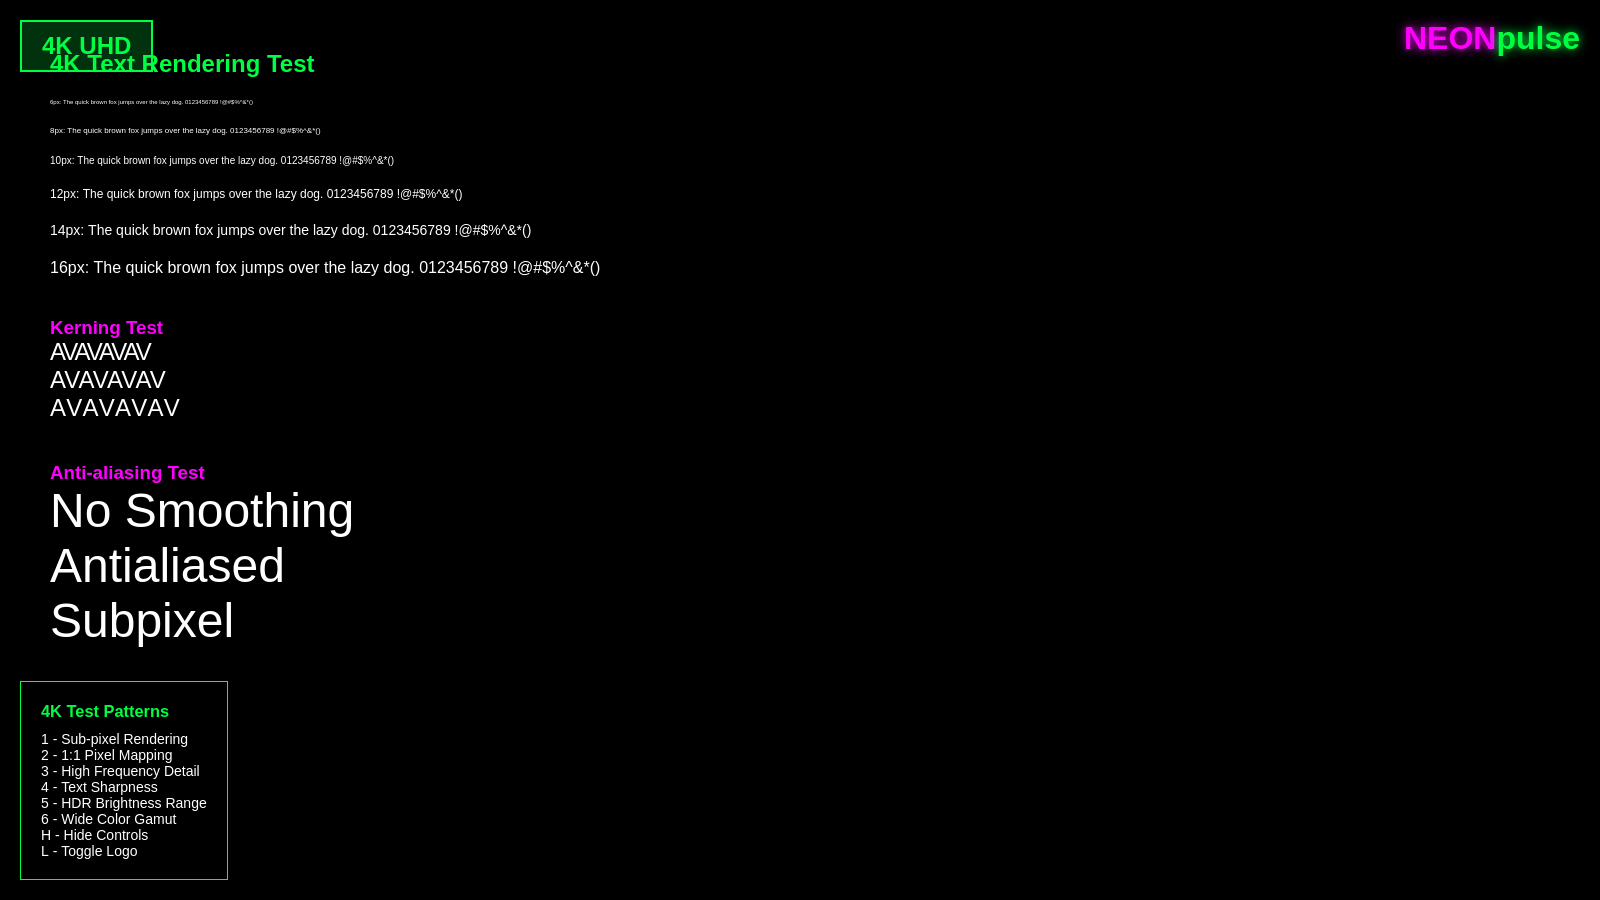 4K UHD
NEONpulse
4K Text Rendering Test
6px: The quick brown fox jumps over the lazy dog. 0123456789 !@#$%^&*()
8px: The quick brown fox jumps over the lazy dog. 0123456789 !@#$%^&*()
10px: The quick brown fox jumps over the lazy dog. 0123456789 !@#$%^&*()
12px: The quick brown fox jumps over the lazy dog. 0123456789 !@#$%^&*()
14px: The quick brown fox jumps over the lazy dog. 0123456789 !@#$%^&*()
16px: The quick brown fox jumps over the lazy dog. 0123456789 !@#$%^&*()
Kerning Test
AVAVAVAV
AVAVAVAV
AVAVAVAV
Anti-aliasing Test
No Smoothing
Antialiased
Subpixel
4K Test Patterns
1 - Sub-pixel Rendering
2 - 1:1 Pixel Mapping
3 - High Frequency Detail
4 - Text Sharpness
5 - HDR Brightness Range
6 - Wide Color Gamut
H - Hide Controls
L - Toggle Logo